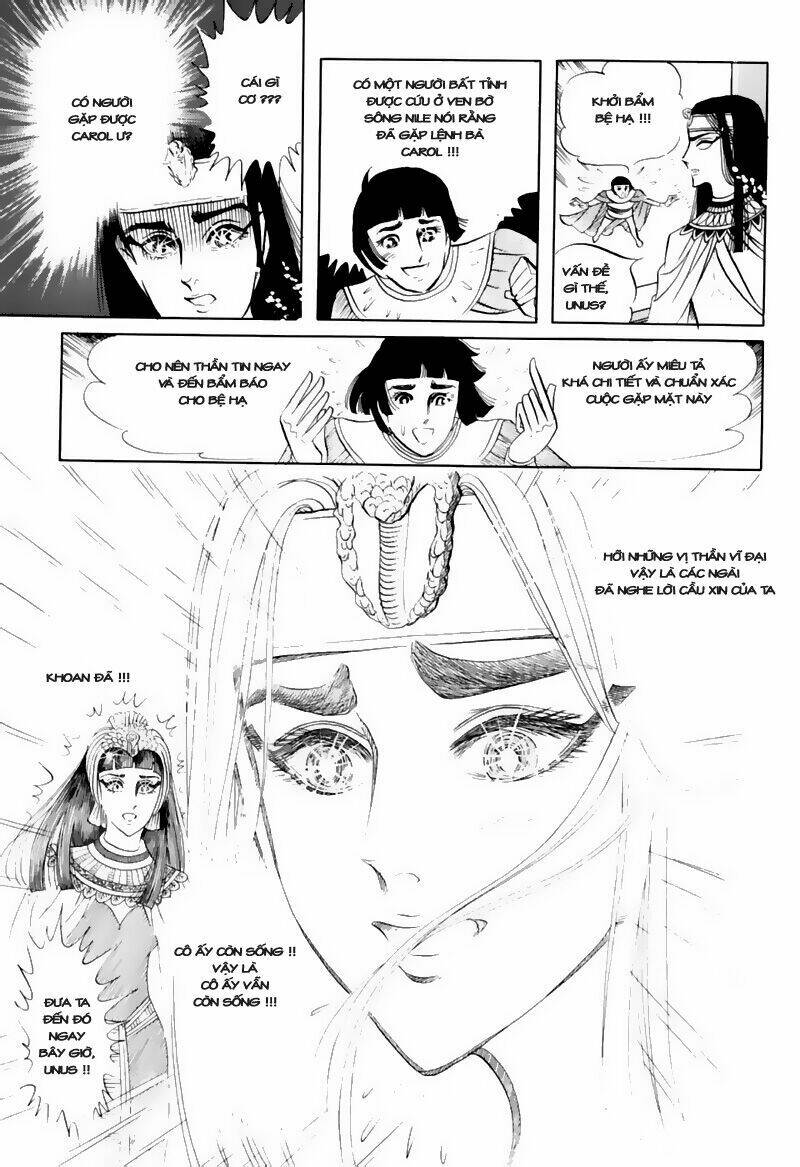 KHỞI BẨM
BỆ HẠ !!!
VẤN ĐỀ
GÌ THẾ,
UNUS?
CÓ MỘT NGƯỜI BẤT TỈNH
ĐƯỢC CỨU Ở VEN BỜ
SÔNG NILE NÓI RẰNG
ĐÃ GẶP LỆNH BÀ
CAROL !!!
CÁI GÌ
CƠ ???
CÓ NGƯỜI
GẶP ĐƯỢC
CAROL Ư?
NGƯỜI ẤY MIÊU TẢ
KHÁ CHI TIẾT VÀ CHUẨN XÁC
CUỘC GẶP MẶT NÀY
CHO NÊN THẦN TIN NGAY
VÀ ĐẾN BẨM BÁO
CHO BỆ HẠ
HỠI NHỮNG VỊ THẦN VĨ ĐẠI
VẬY LÀ CÁC NGÀI
ĐÃ NGHE LỜI CẦU XIN CỦA TA
CÔ ẤY CÒN SỐNG !!
VẬY LÀ
CÔ ẤY VẪN
CÒN SỐNG !!!
KHOAN ĐÃ !!!
ĐƯA TA
ĐẾN ĐÓ
NGAY
BÂY GIỜ,
UNUS !!